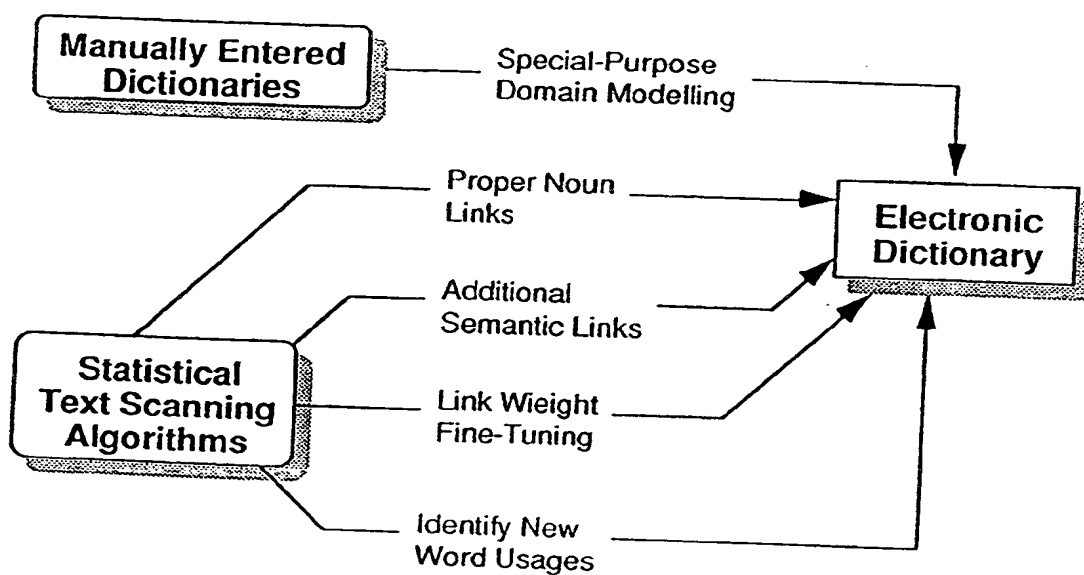 Manually Entered
Dictionaries
Special-Purpose
Domain Modelling
Proper Noun
Links
Electronic
Dictionary
Additional
Semantic Links
Statistical
Text Scanning
Algorithms
Link Wieight
Fine-Tuning
Identify New
Word Usages